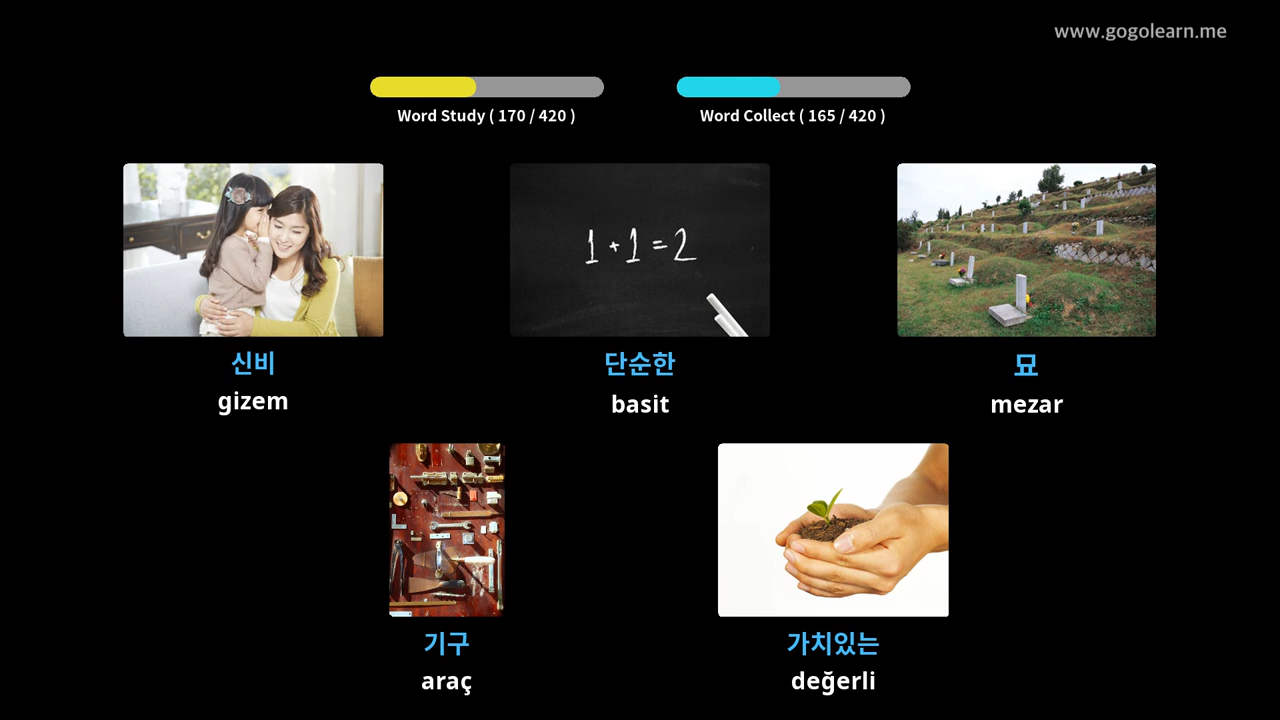 www.gogolearn.me
Word Study ( 170 / 420 )
Word Collect ( 165 / 420 )
1 + 1 = 2
신비
gizem
단순한
basit
묘
mezar
기구
araç
가치있는
değerli